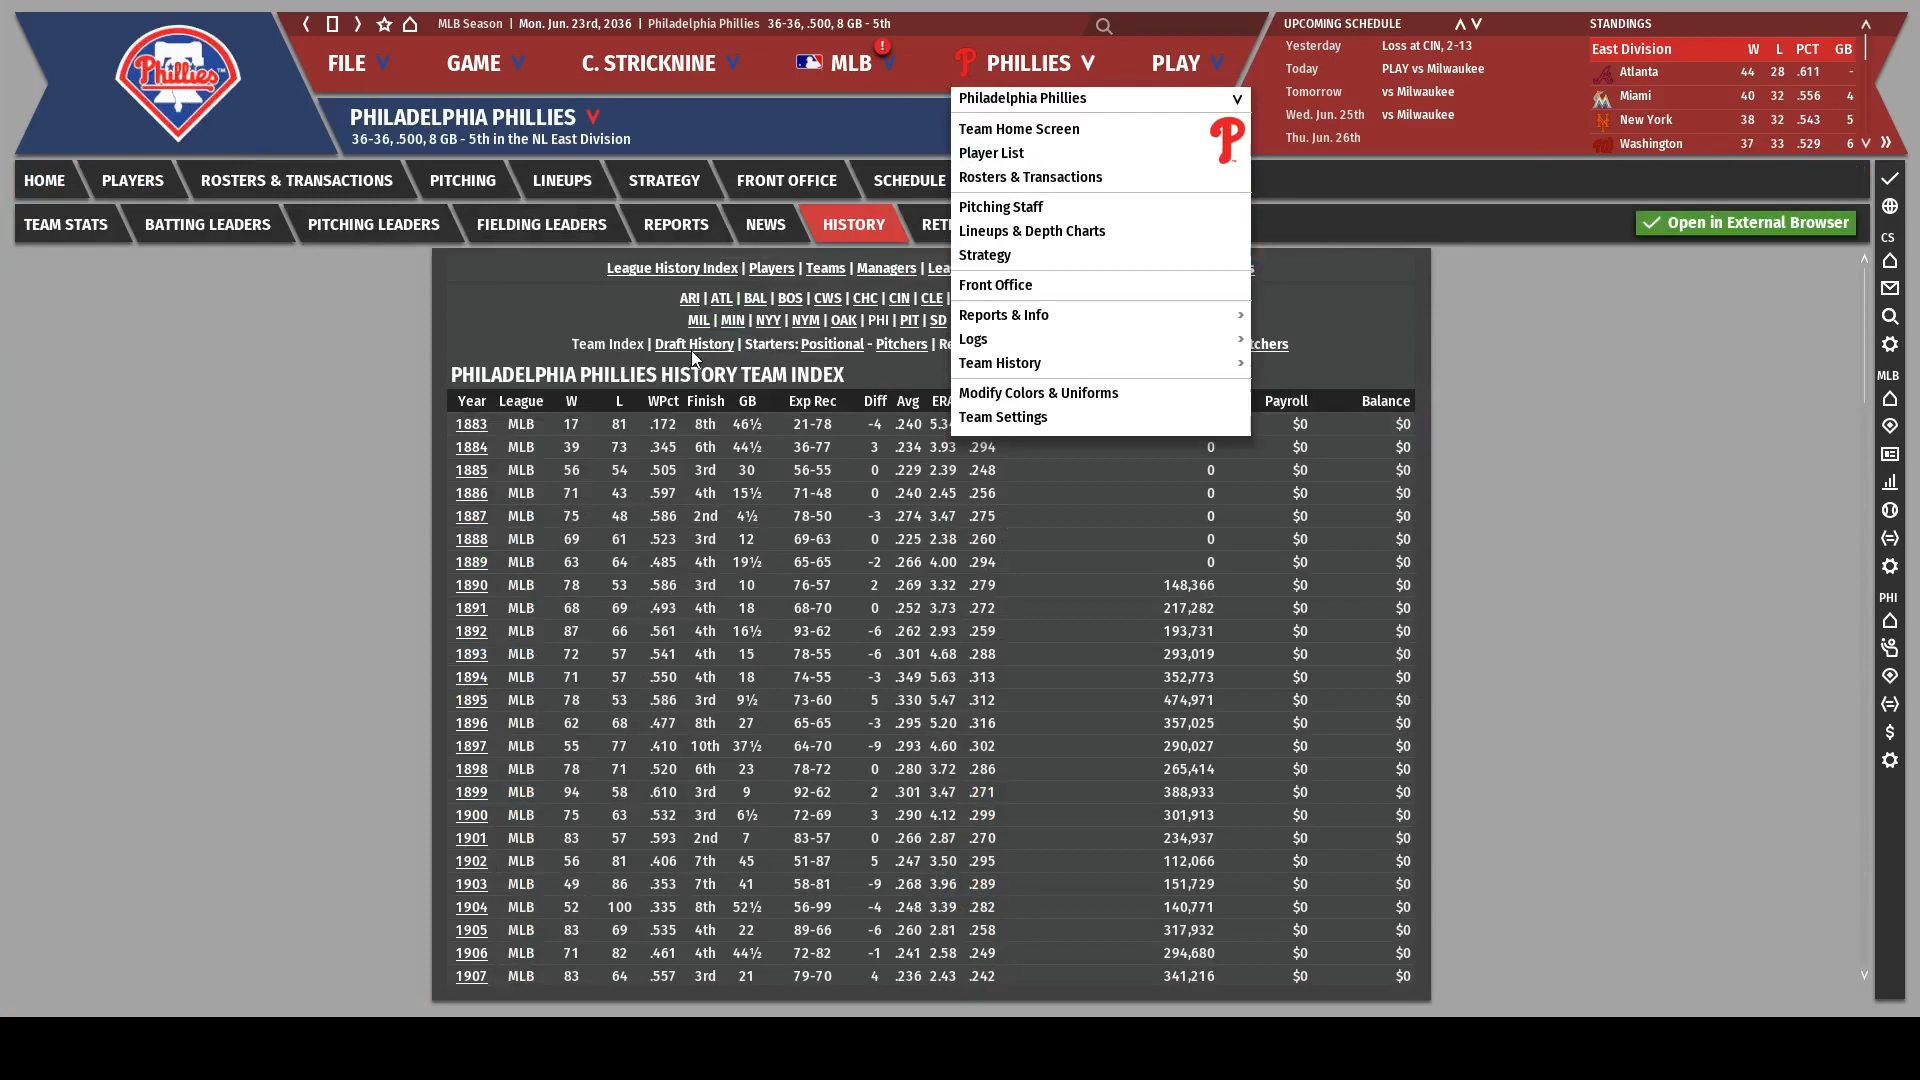 MLB Season | Mon. Jun. 23rd, 2036 | Philadelphia Phillies 36-36, .500, 8 GB - 5th
FILE GAME C. STRICKNINE MLB PHILLIES PLAY
Phillies
PHILADELPHIA PHILLIES
36-36, .500, 8 GB - 5th in the NL East Division
UPCOMING SCHEDULE
Yesterday Loss at CIN, 2-13
Today PLAY vs Milwaukee
Tomorrow vs Milwaukee
Wed. Jun. 25th vs Milwaukee
Thu. Jun. 26th
STANDINGS
East Division W L PCT GB
Atlanta 44 28 .611 -
Miami 40 32 .556 4
New York 38 32 .543 5
Washington 37 33 .529 6
Philadelphia Phillies
Team Home Screen
Player List
Rosters & Transactions
Pitching Staff
Lineups & Depth Charts
Strategy
Front Office
Reports & Info
Logs
Team History
Modify Colors & Uniforms
Team Settings
HOME PLAYERS ROSTERS & TRANSACTIONS PITCHING LINEUPS STRATEGY FRONT OFFICE SCHEDULE
TEAM STATS BATTING LEADERS PITCHING LEADERS FIELDING LEADERS REPORTS NEWS HISTORY RET
Open in External Browser
League History Index | Players | Teams | Managers | Lea
ARI | ATL | BAL | BOS | CWS | CHC | CIN | CLE |
MIL | MIN | NYY | NYM | OAK | PHI | PIT | SD
Team Index | Draft History | Starters: Positional - Pitchers | Re tchers
PHILADELPHIA PHILLIES HISTORY TEAM INDEX
Year League W L WPct Finish GB Exp Rec Diff Avg ERA Payroll Balance
1883 MLB 17 81 .172 8th 46½ 21-78 -4 .240 5.3 $0 $0
1884 MLB 39 73 .345 6th 44½ 36-77 3 .234 3.93 .294 0 $0 $0
1885 MLB 56 54 .505 3rd 30 56-55 0 .229 2.39 .248 0 $0 $0
1886 MLB 71 43 .597 4th 15½ 71-48 0 .240 2.45 .256 0 $0 $0
1887 MLB 75 48 .586 2nd 4½ 78-50 -3 .274 3.47 .275 0 $0 $0
1888 MLB 69 61 .523 3rd 12 69-63 0 .225 2.38 .260 0 $0 $0
1889 MLB 63 64 .485 4th 19½ 65-65 -2 .266 4.00 .294 0 $0 $0
1890 MLB 78 53 .586 3rd 10 76-57 2 .269 3.32 .279 148,366 $0 $0
1891 MLB 68 69 .493 4th 18 68-70 0 .252 3.73 .272 217,282 $0 $0
1892 MLB 87 66 .561 4th 16½ 93-62 -6 .262 2.93 .259 193,731 $0 $0
1893 MLB 72 57 .541 4th 15 78-55 -6 .301 4.68 .288 293,019 $0 $0
1894 MLB 71 57 .550 4th 18 74-55 -3 .349 5.63 .313 352,773 $0 $0
1895 MLB 78 53 .586 3rd 9½ 73-60 5 .330 5.47 .312 474,971 $0 $0
1896 MLB 62 68 .477 8th 27 65-65 -3 .295 5.20 .316 357,025 $0 $0
1897 MLB 55 77 .410 10th 37½ 64-70 -9 .293 4.60 .302 290,027 $0 $0
1898 MLB 78 71 .520 6th 23 78-72 0 .280 3.72 .286 265,414 $0 $0
1899 MLB 94 58 .610 3rd 9 92-62 2 .301 3.47 .271 388,933 $0 $0
1900 MLB 75 63 .532 3rd 6½ 72-69 3 .290 4.12 .299 301,913 $0 $0
1901 MLB 83 57 .593 2nd 7 83-57 0 .266 2.87 .270 234,937 $0 $0
1902 MLB 56 81 .406 7th 45 51-87 5 .247 3.50 .295 112,066 $0 $0
1903 MLB 49 86 .353 7th 41 58-81 -9 .268 3.96 .289 151,729 $0 $0
1904 MLB 52 100 .335 8th 52½ 56-99 -4 .248 3.39 .282 140,771 $0 $0
1905 MLB 83 69 .535 4th 22 89-66 -6 .260 2.81 .258 317,932 $0 $0
1906 MLB 71 82 .461 4th 44½ 72-82 -1 .241 2.58 .249 294,680 $0 $0
1907 MLB 83 64 .557 3rd 21 79-70 4 .236 2.43 .242 341,216 $0 $0
CS
MLB
PHI